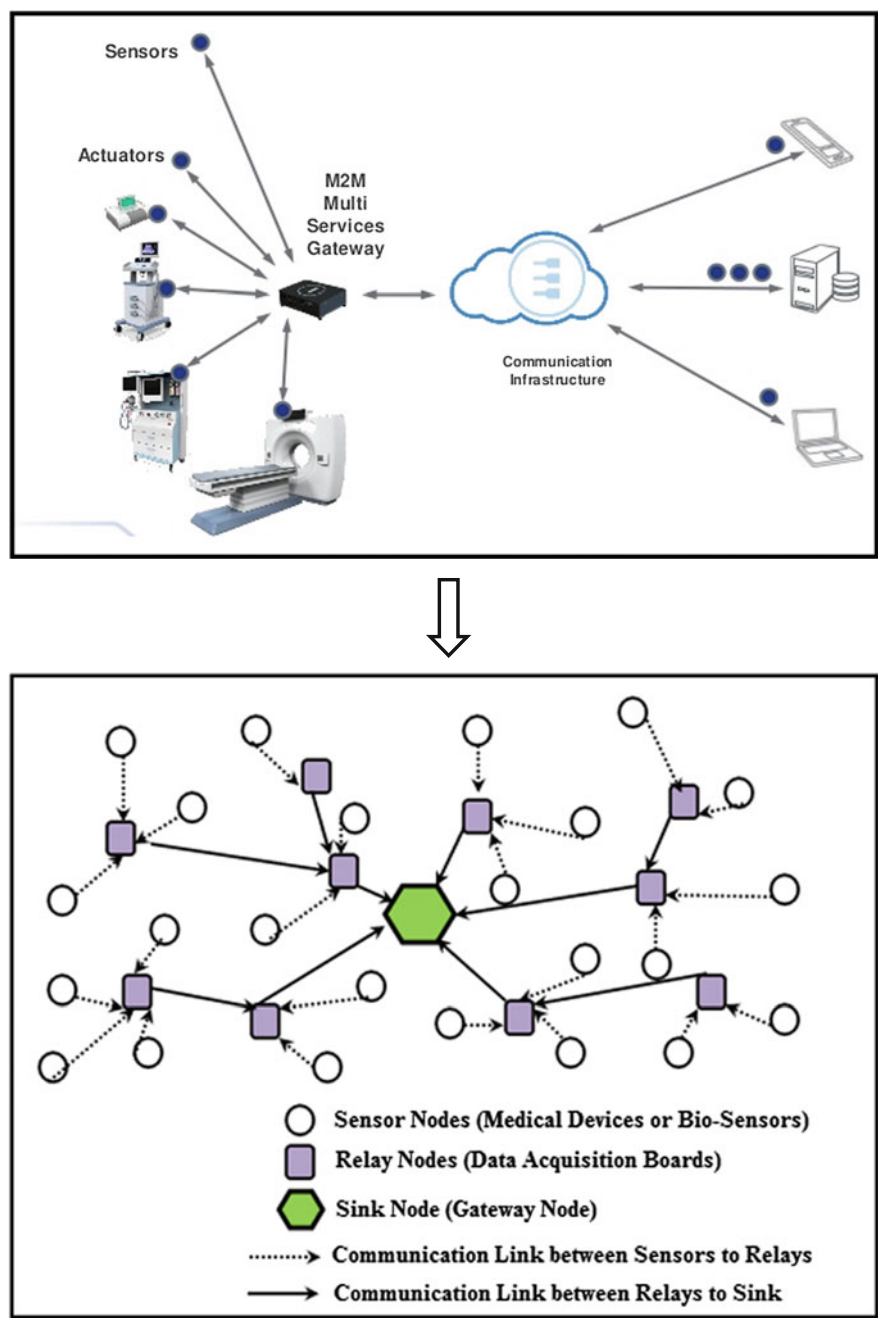 Sensors
Actuators
M2M
Multi
Services
Gateway
Communication
Infrastructure
Sensor Nodes (Medical Devices or Bio-Sensors)
Relay Nodes (Data Acquisition Boards)
Sink Node (Gateway Node)
Communication Link between Sensors to Relays
Communication Link between Relays to Sink